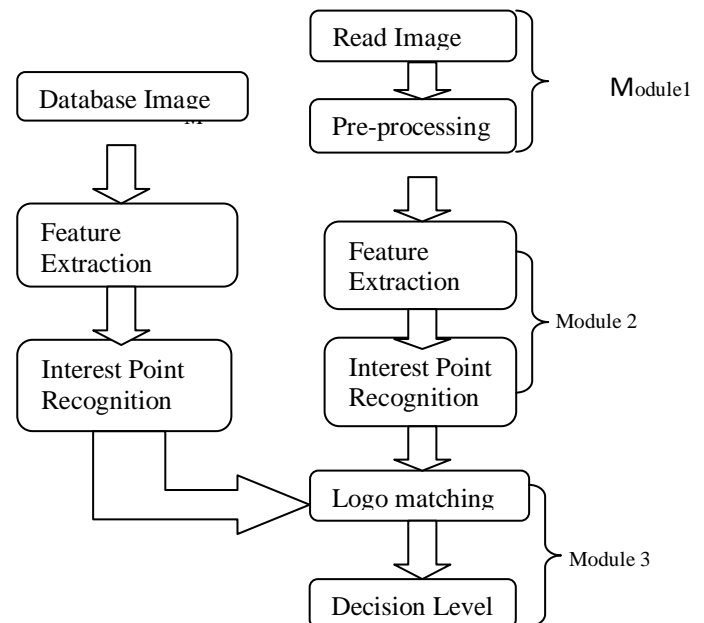 Read Image
Module1
Database Image
M
Pre-processing
Feature
Extraction
Interest Point
Recognition
Feature
Extraction
Module 2
Interest Point
Recognition
Logo matching
Module 3
Decision Level